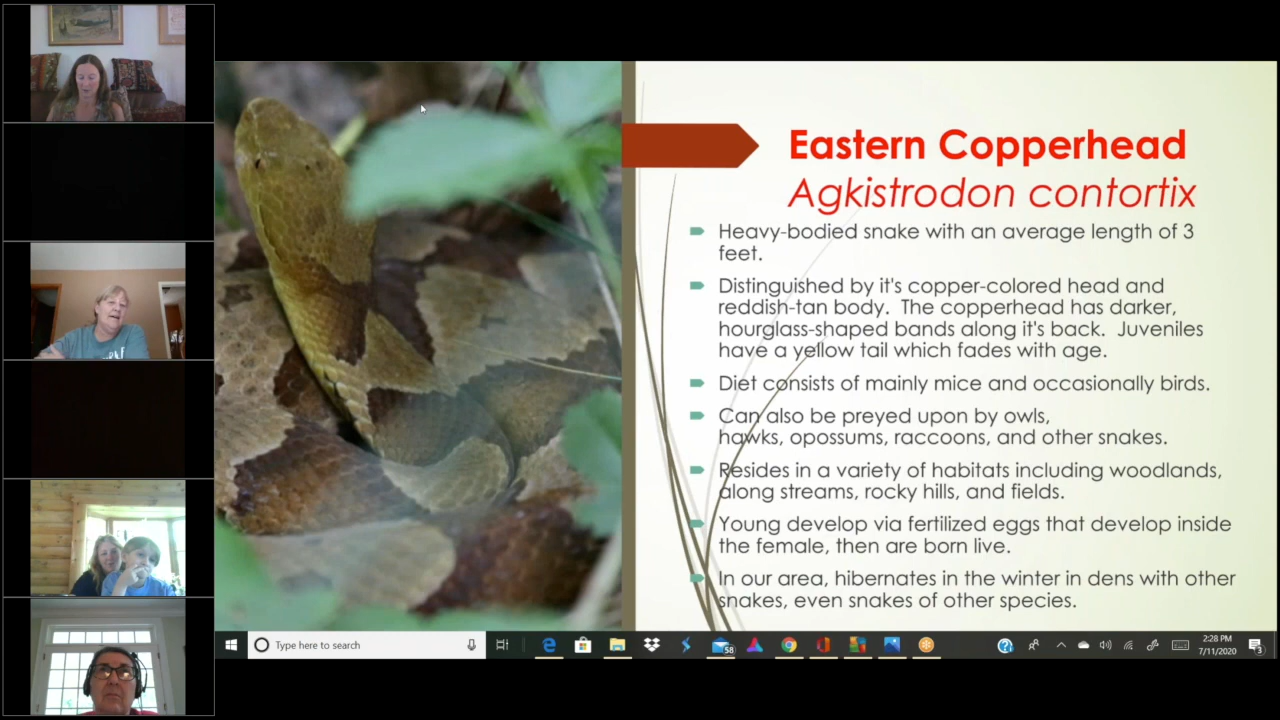 Eastern Copperhead
Agkistrodon contortix
Heavy-bodied snake with an average length of 3
feet.
Distinguished by it's copper-colored head and
reddish-tan body. The copperhead has darker,
hourglass-shaped bands along it's back. Juveniles
have a yellow tail which fades with age.
Diet consists of mainly mice and occasionally birds.
Can also be preyed upon by owls,
hawks, opossums, raccoons, and other snakes.
Resides in a variety of habitats including woodlands,
along streams, rocky hills, and fields.
Young develop via fertilized eggs that develop inside
the female, then are born live.
In our area, hibernates in the winter in dens with other
snakes, even snakes of other species.
Type here to search
58
2:28 PM
7/11/2020
3